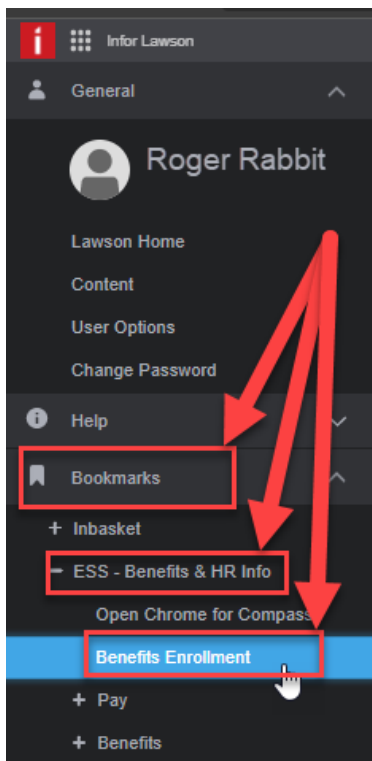 Infor Lawson
General
Roger Rabbit
Lawson Home
Content
User Options
Change Password
Help
Bookmarks
+ Inbasket
- ESS - Benefits & HR Info
Open Chrome for Compass
Benefits Enrollment
+ Pay
+ Benefits